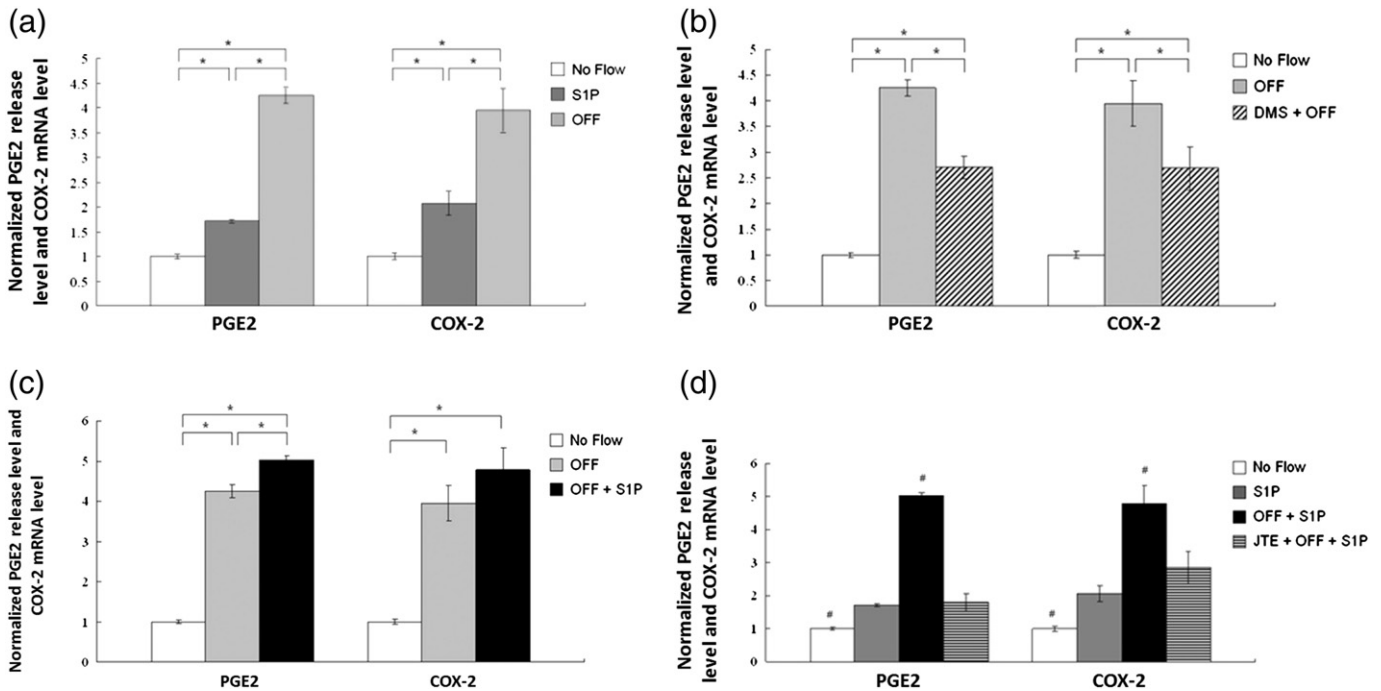 (a)
Normalized PGE2 release
level and COX-2 mRNA level
5
4.5
4
3.5
3
2.5
2
1.5
1
0.5
0
*
* *
*
* *
No Flow
S1P
OFF
PGE2
COX-2
(b)
Normalized PGE2 release level
and COX-2 mRNA level
5
4.5
4
3.5
3
2.5
2
1.5
1
0.5
0
*
* *
*
* *
No Flow
OFF
DMS + OFF
PGE2
COX-2
(c)
Normalized PGE2 release level and
COX-2 mRNA level
6
5
4
3
2
1
0
*
* *
*
*
No Flow
OFF
OFF + S1P
PGE2
COX-2
(d)
Normalized PGE2 release
level and COX-2 mRNA level
6
5
4
3
2
1
0
# #
# #
No Flow
S1P
OFF + S1P
JTE + OFF + S1P
PGE2
COX-2